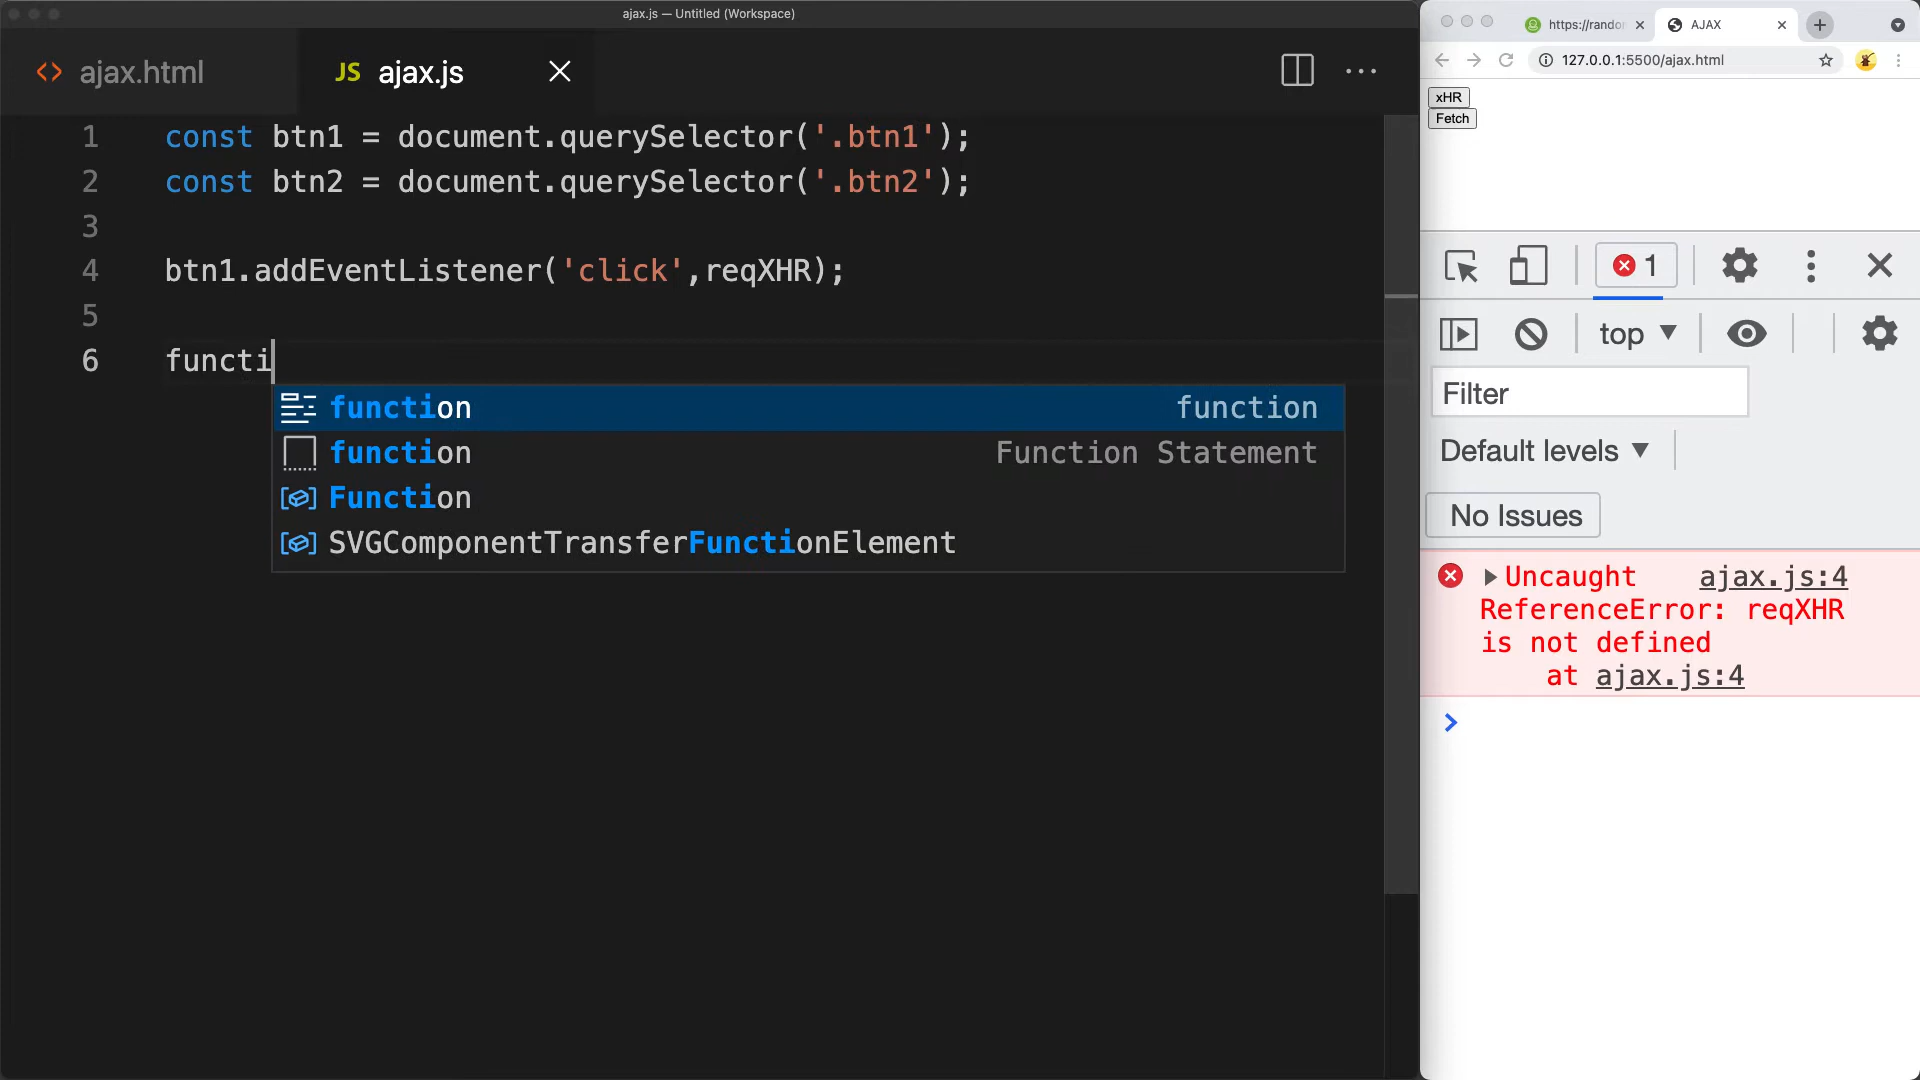 ajax.js — Untitled (Workspace)
ajax.html
JS ajax.js
1 const btn1 = document.querySelector('.btn1');
2 const btn2 = document.querySelector('.btn2');
3
4 btn1.addEventListener('click',reqXHR);
5
6 functi
function function
function Function Statement
Function
SVGComponentTransferFunctionElement
https://rando
AJAX
127.0.0.1:5500/ajax.html
xHR
Fetch
1
top
Filter
Default levels
No Issues
Uncaught ajax.js:4
ReferenceError: reqXHR
is not defined
at ajax.js:4